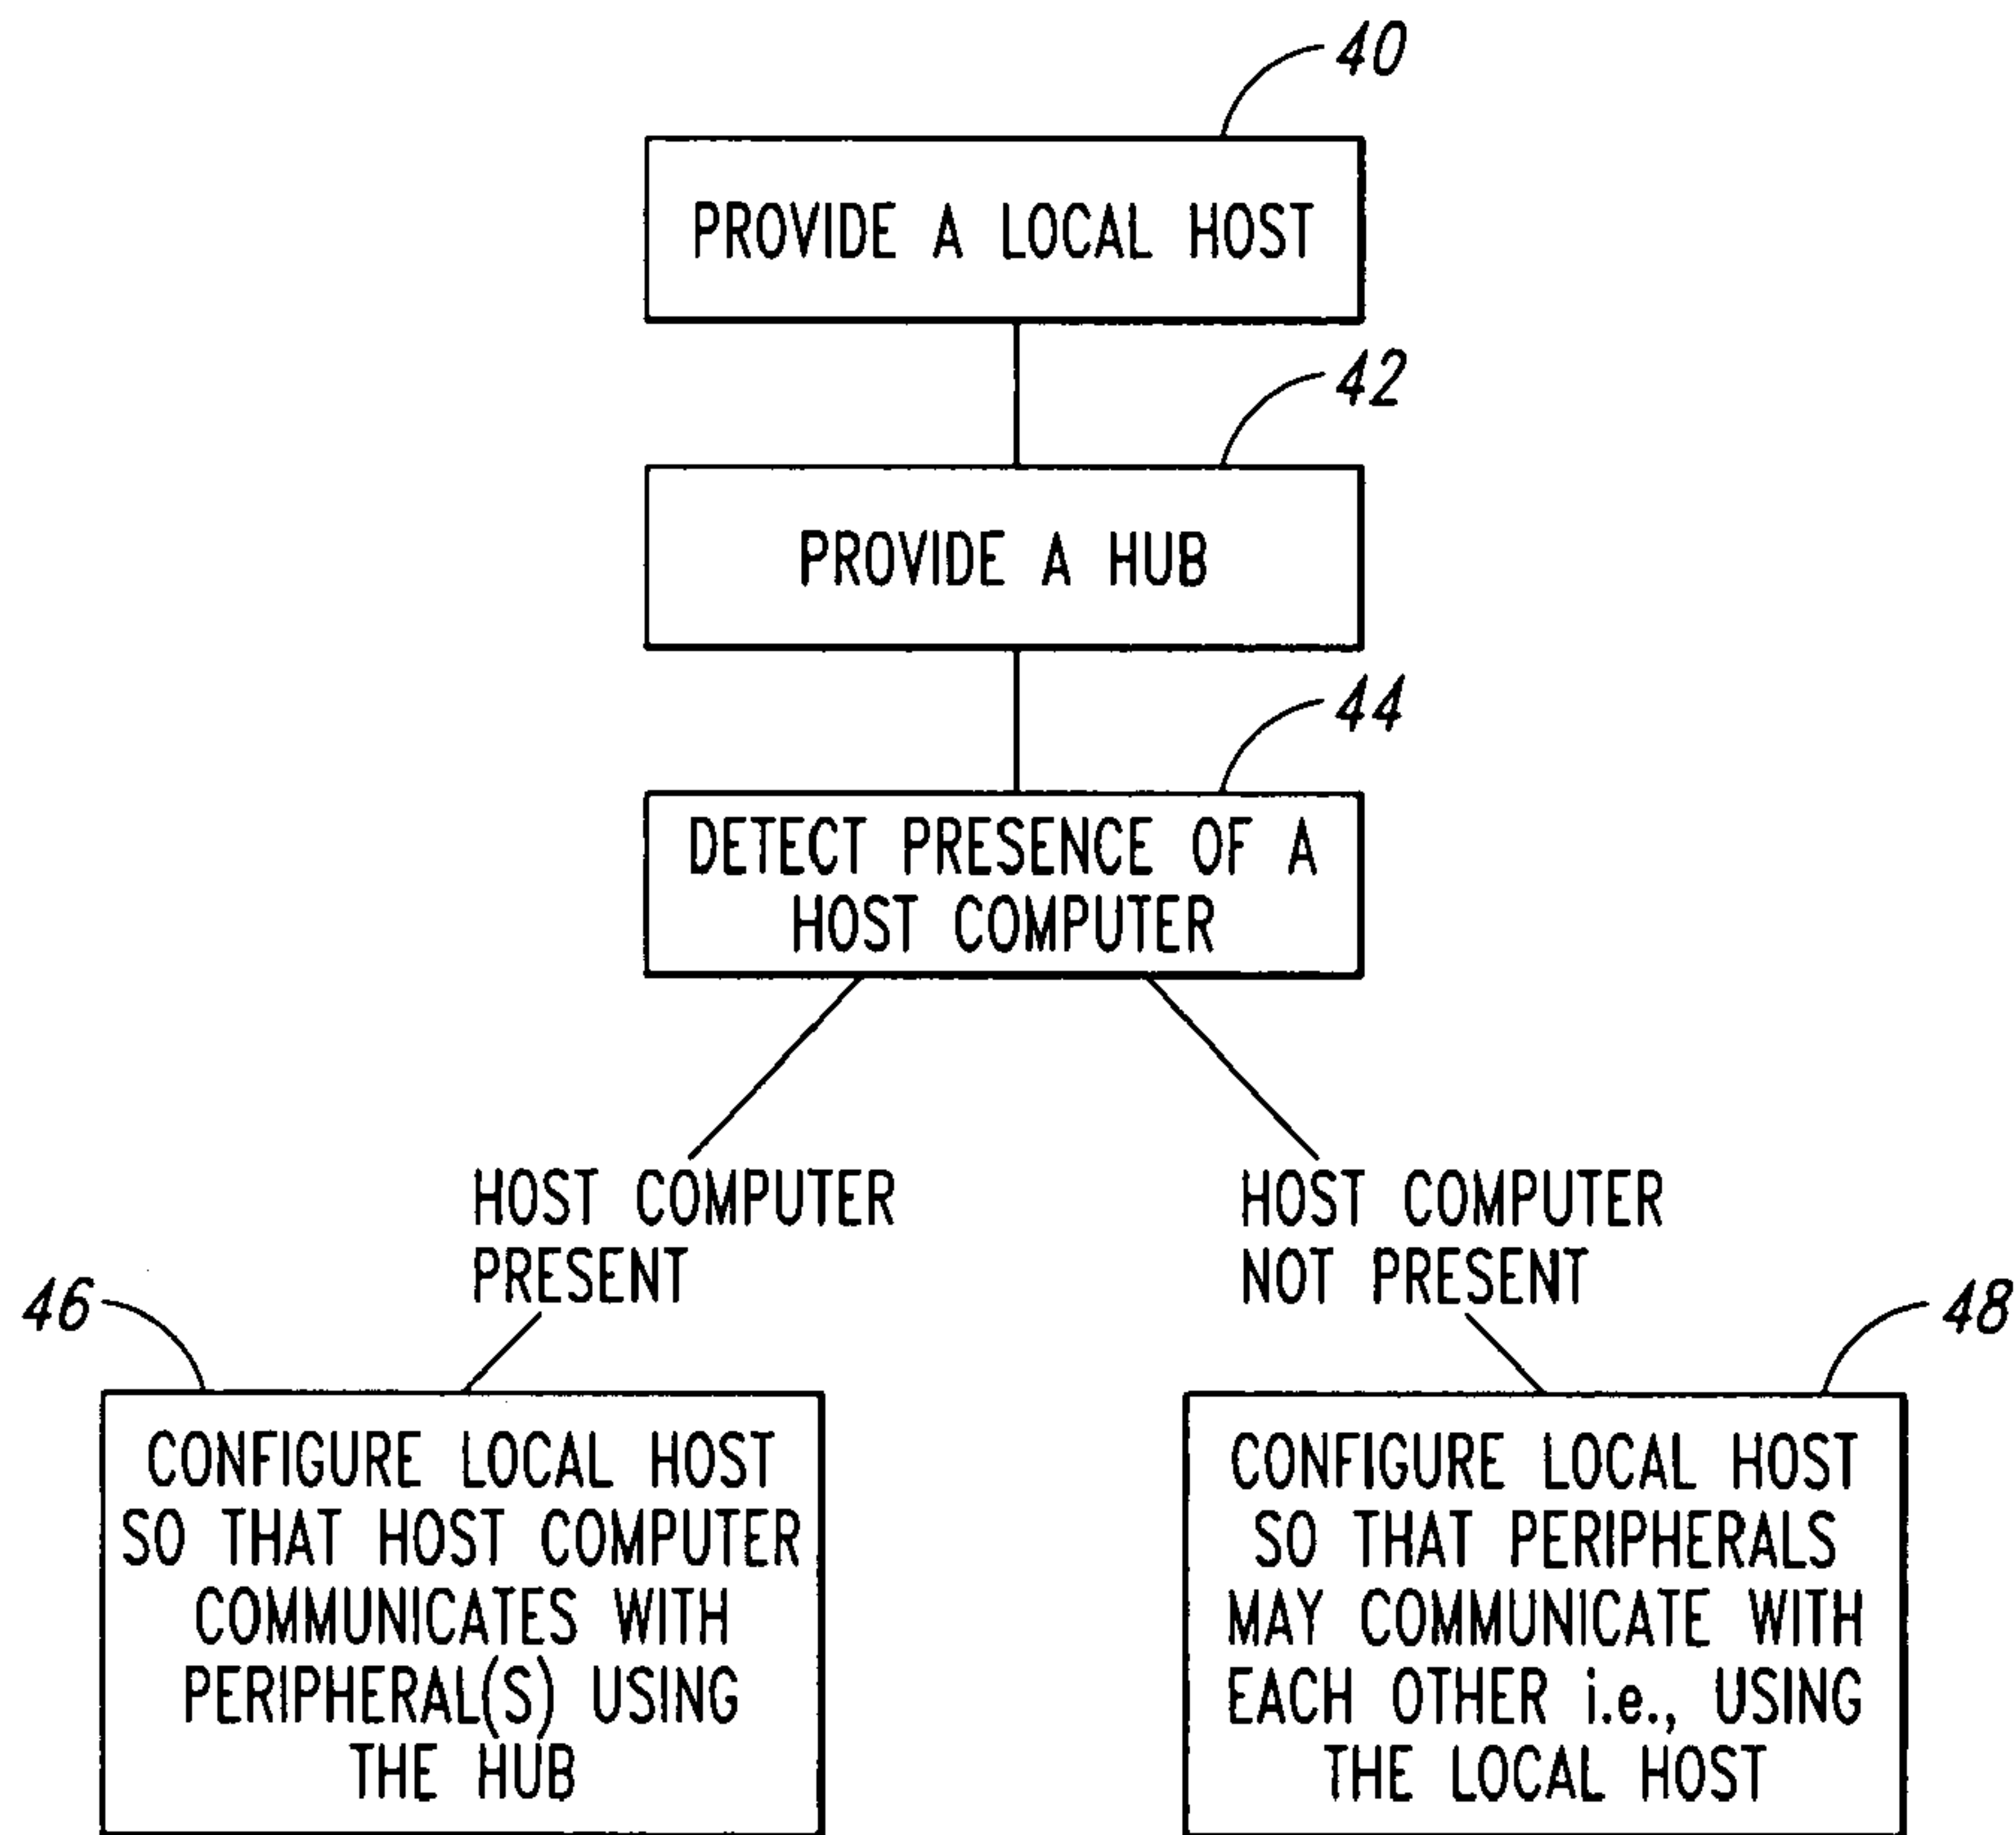 40
PROVIDE A LOCAL HOST
42
PROVIDE A HUB
44
DETECT PRESENCE OF A
HOST COMPUTER
HOST COMPUTER
PRESENT
HOST COMPUTER
NOT PRESENT
46
CONFIGURE LOCAL HOST
SO THAT HOST COMPUTER
COMMUNICATES WITH
PERIPHERAL(S) USING
THE HUB
48
CONFIGURE LOCAL HOST
SO THAT PERIPHERALS
MAY COMMUNICATE WITH
EACH OTHER i.e., USING
THE LOCAL HOST